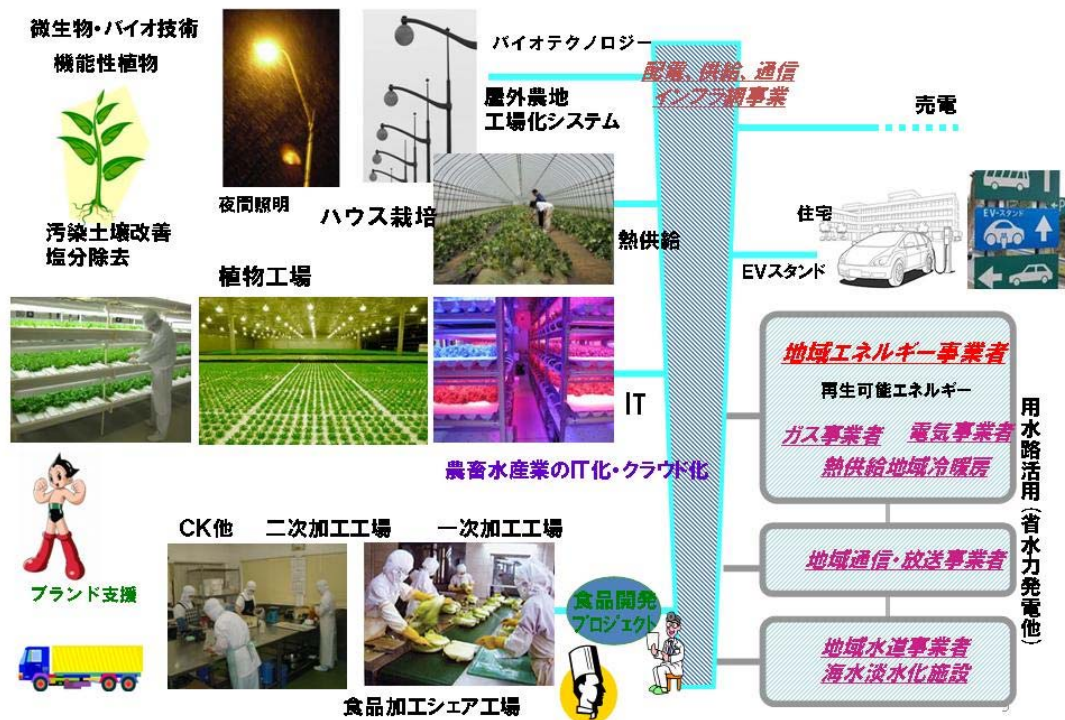 微生物・バイオ技術
機能性植物
バイオテクノロジー
配電、供給、通信
インフラ網事業
屋外農地
工場化システム
売電
夜間照明
ハウス栽培
熱供給
汚染土壌改善
塩分除去
住宅
EVスタンド
EV-スタンド
植物工場
IT
地域エネルギー事業者
再生可能エネルギー
ガス事業者
電気事業者
熱供給地域冷暖房
用水路活用(省水力発電他)
農畜水産業のIT化・クラウド化
CK他
二次加工工場
一次加工工場
ブランド支援
食品開発
プロジェクト
地域通信・放送事業者
地域水道事業者
海水淡水化施設
食品加工シェア工場